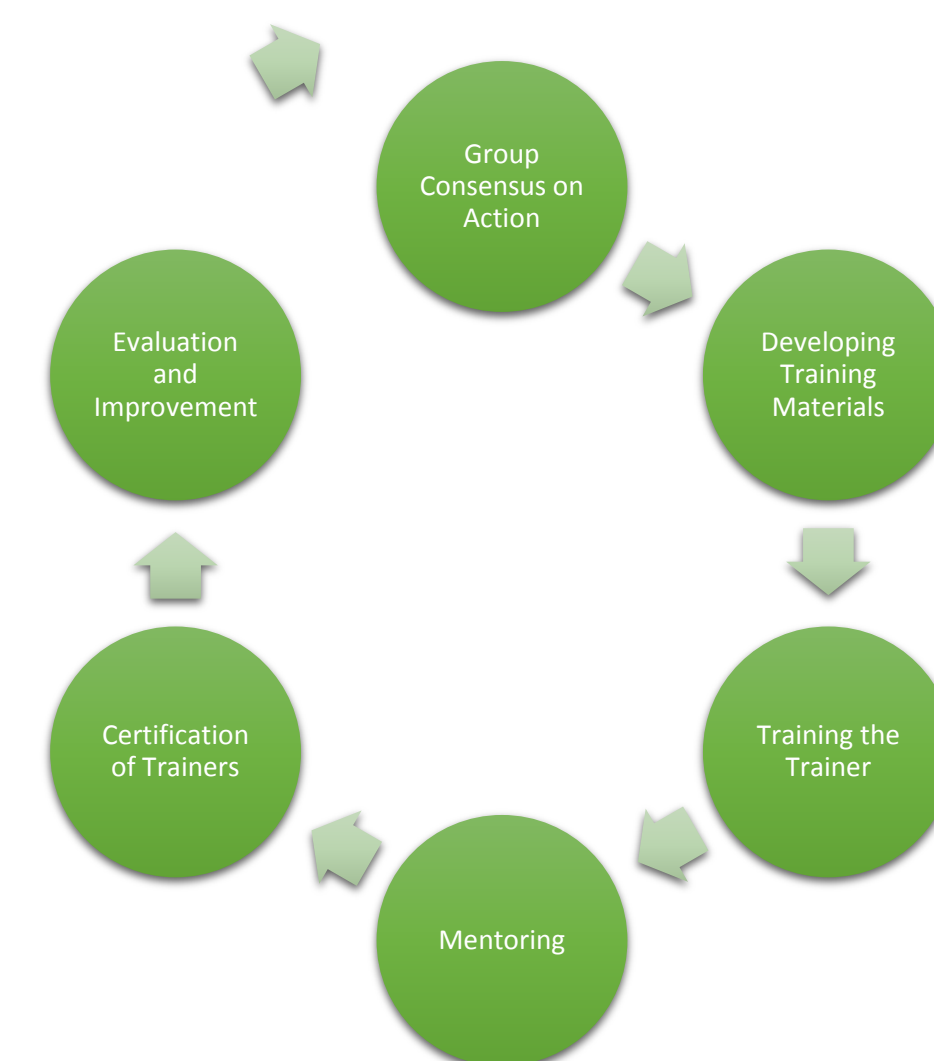 Group
Consensus on
Action
Developing
Training
Materials
Training the
Trainer
Mentoring
Certification
of Trainers
Evaluation
and
Improvement